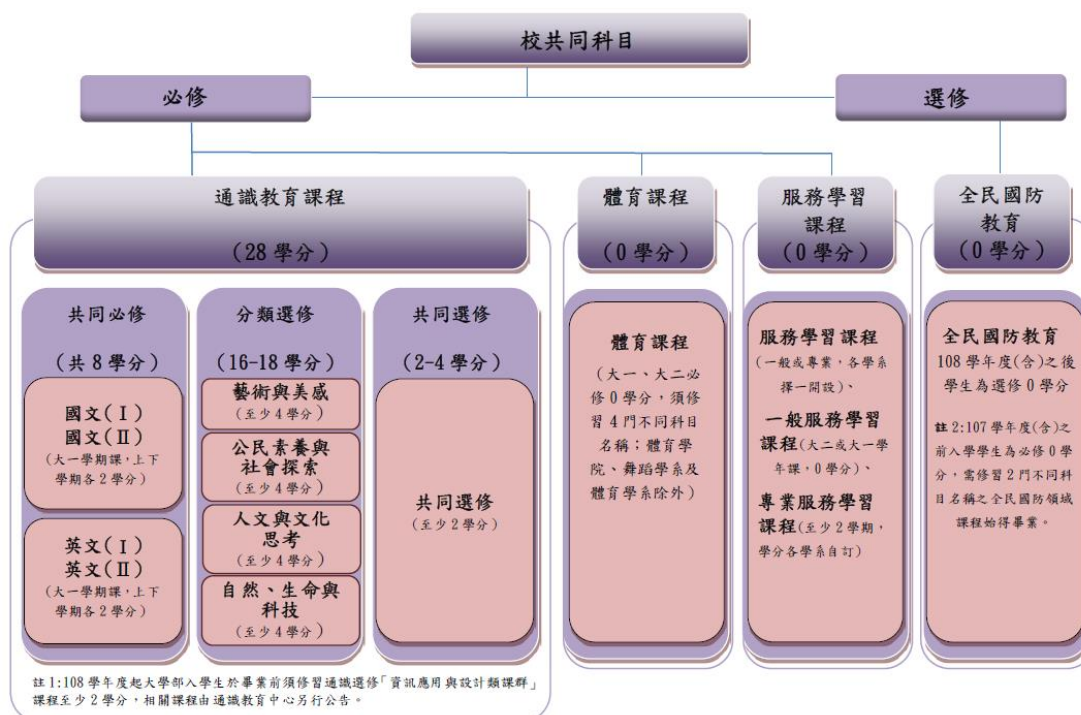 校共同科目
必修
選修
通識教育課程
(28 學分)
體育課程
(0 學分)
服務學習
課程
(0 學分)
全民國防
教育
(0 學分)
共同必修
(共 8 學分)
國文(I)
國文(II)
(大一學期課,上下
學期各 2 學分)
英文(I)
英文(II)
(大一學期課,上下
學期各 2 學分)
分類選修
(16-18 學分)
藝術與美感
(至少 4 學分)
公民素養與
社會探索
(至少 4 學分)
人文與文化
思考
(至少 4 學分)
自然、生命與
科技
(至少 4 學分)
共同選修
(2-4 學分)
共同選修
(至少 2 學分)
註 1:108 學年度起大學部入學生於畢業前須修習通識選修「資訊應用與設計類課群」
課程至少 2 學分,相關課程由通識教育中心另行公告。
體育課程
(大一、大二必
修 0 學分,須修
習 4 門不同科目
名稱;體育學
院、舞蹈學系及
體育學系除外)
服務學習課程
(一般或專業,各學系
擇一開設)、
一般服務學習
課程(大二或大一學
年課,0 學分)、
專業服務學習
課程(至少 2 學期,
學分各學系自訂)
全民國防教育
108 學年度(含)之後
學生為選修 0 學分
註 2:107 學年度(含)之
前入學學生為必修 0 學
分,需修習 2 門不同科
目名稱之全民國防領域
課程始得畢業。